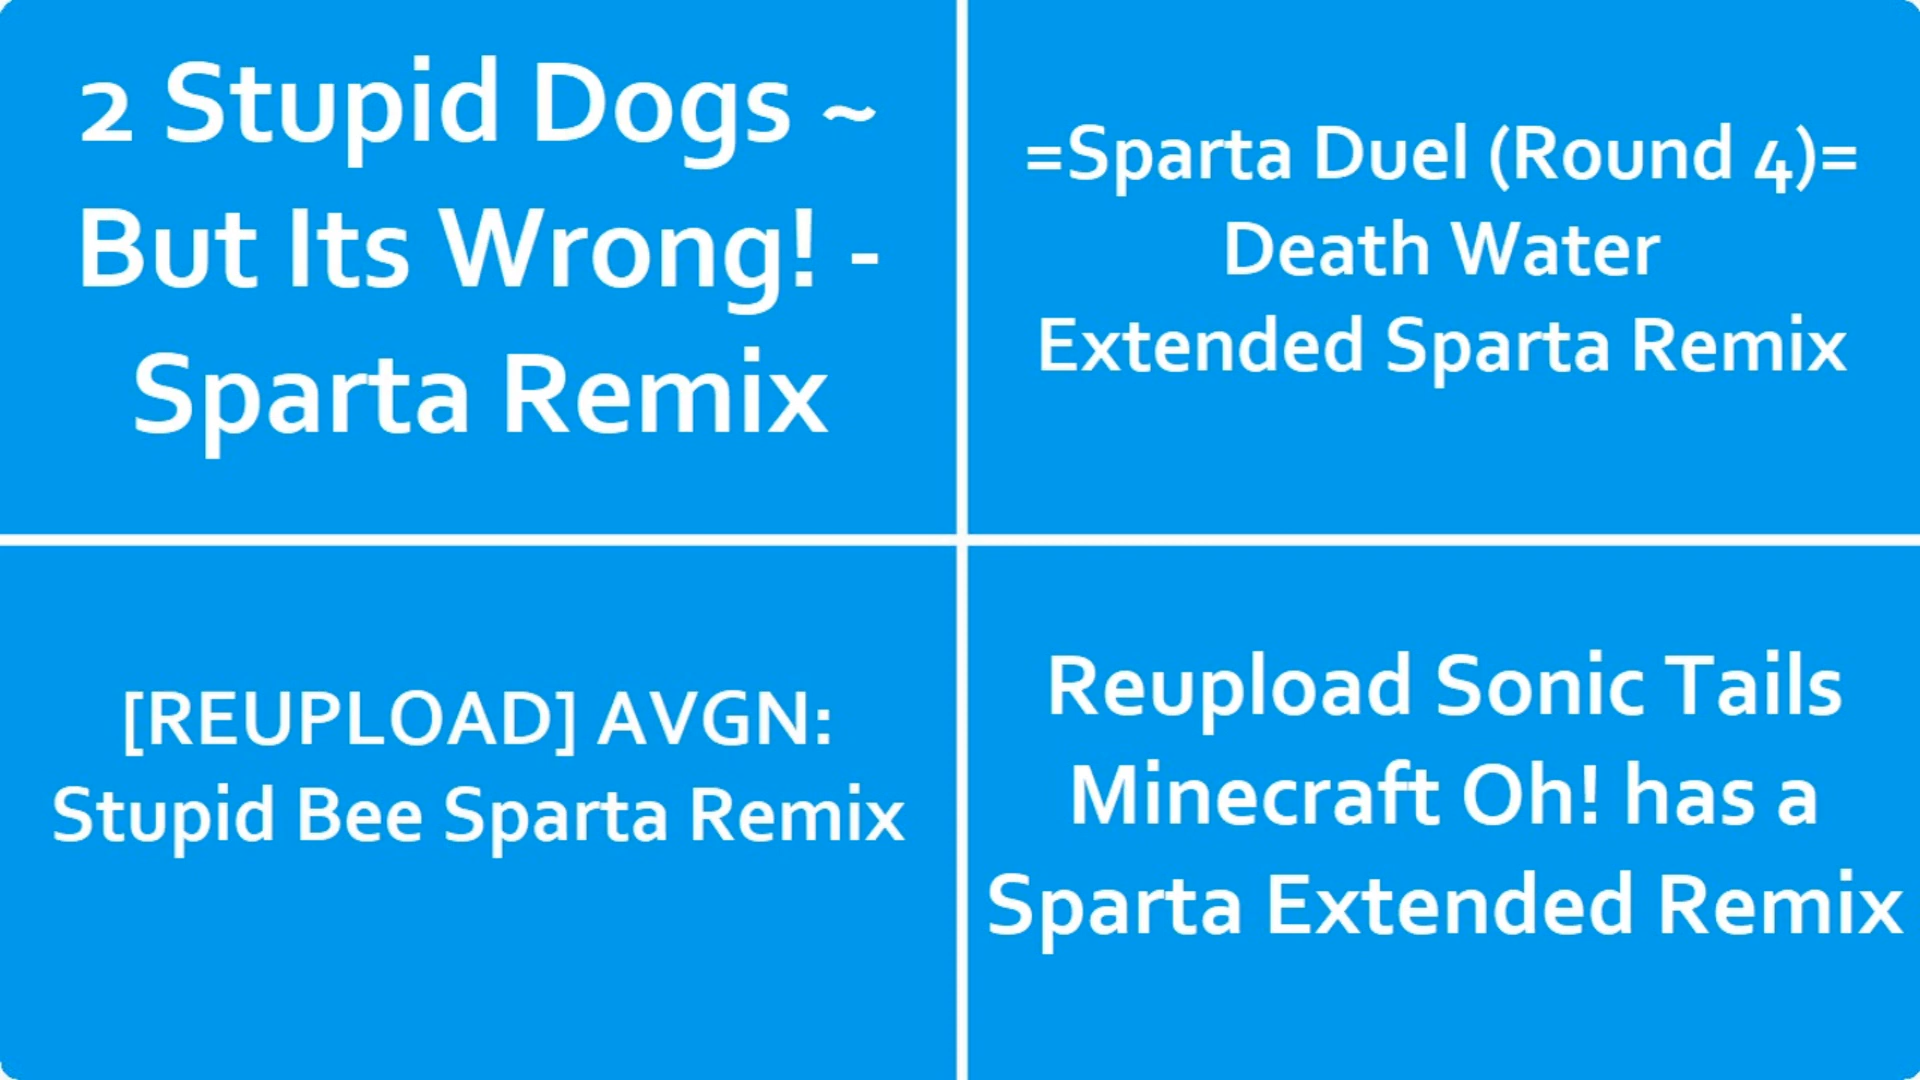 2 Stupid Dogs ~
But Its Wrong! -
Sparta Remix
=Sparta Duel (Round 4)=
Death Water
Extended Sparta Remix
[REUPLOAD] AVGN:
Stupid Bee Sparta Remix
Reupload Sonic Tails
Minecraft Oh! has a
Sparta Extended Remix